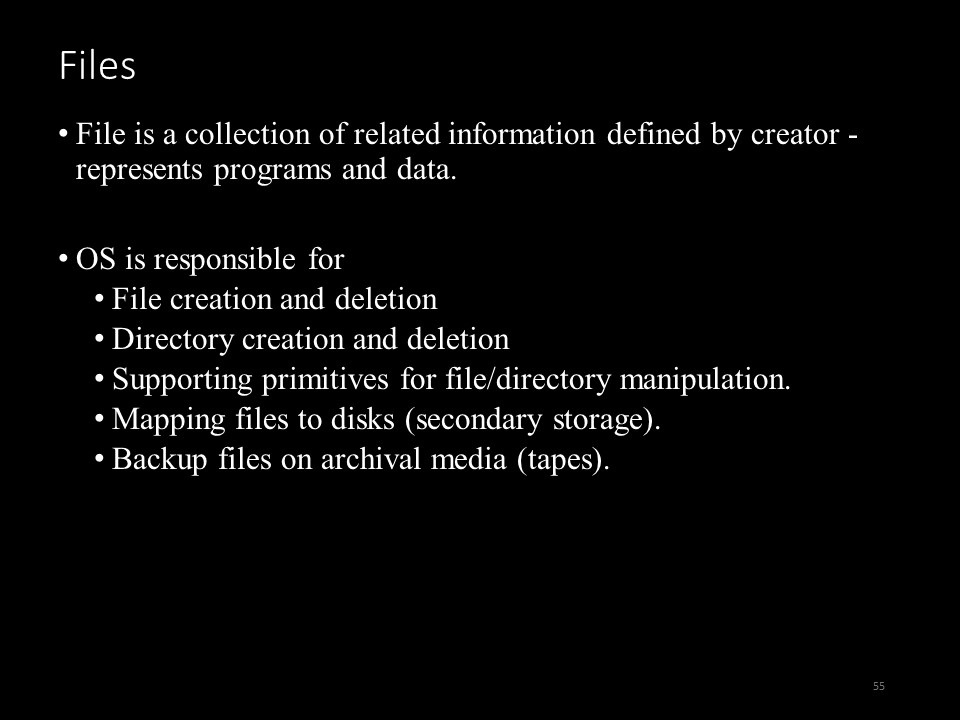 Files
• File is a collection of related information defined by creator -
represents programs and data.
• OS is responsible for
• File creation and deletion
• Directory creation and deletion
• Supporting primitives for file/directory manipulation.
• Mapping files to disks (secondary storage).
• Backup files on archival media (tapes).
55